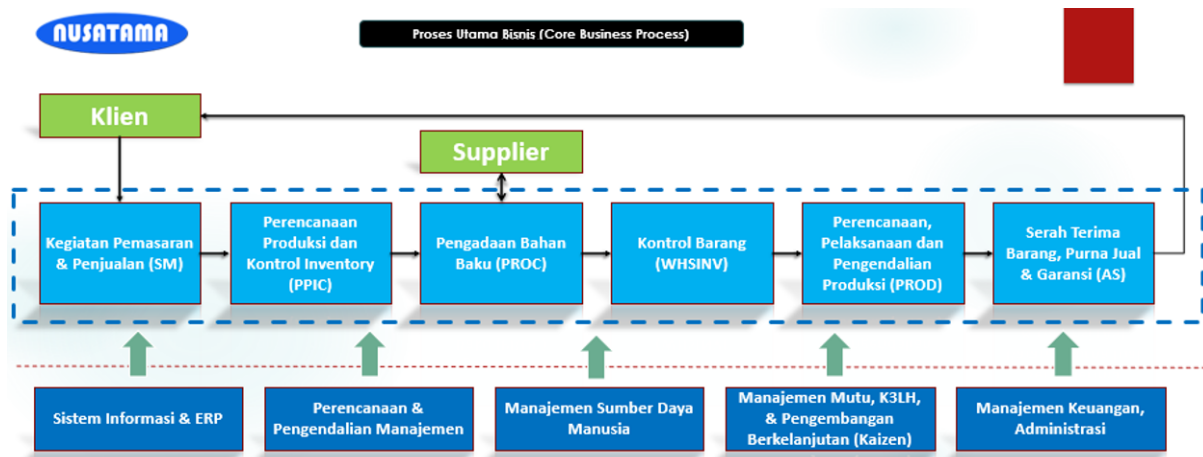 NUSATAMA
Proses Utama Bisnis (Core Business Process)
Klien
Supplier
Kegiatan Pemasaran
& Penjualan (SM)
Perencanaan
Produksi dan
Kontrol Inventory
(PPIC)
Pengadaan Bahan
Baku (PROC)
Kontrol Barang
(WHSINV)
Perencanaan,
Pelaksanaan dan
Pengendalian
Produksi (PROD)
Serah Terima
Barang, Purna Jual
& Garansi (AS)
Sistem Informasi & ERP
Perencanaan &
Pengendalian Manajemen
Manajemen Sumber Daya
Manusia
Manajemen Mutu, K3LH,
& Pengembangan
Berkelanjutan (Kaizen)
Manajemen Keuangan,
Administrasi